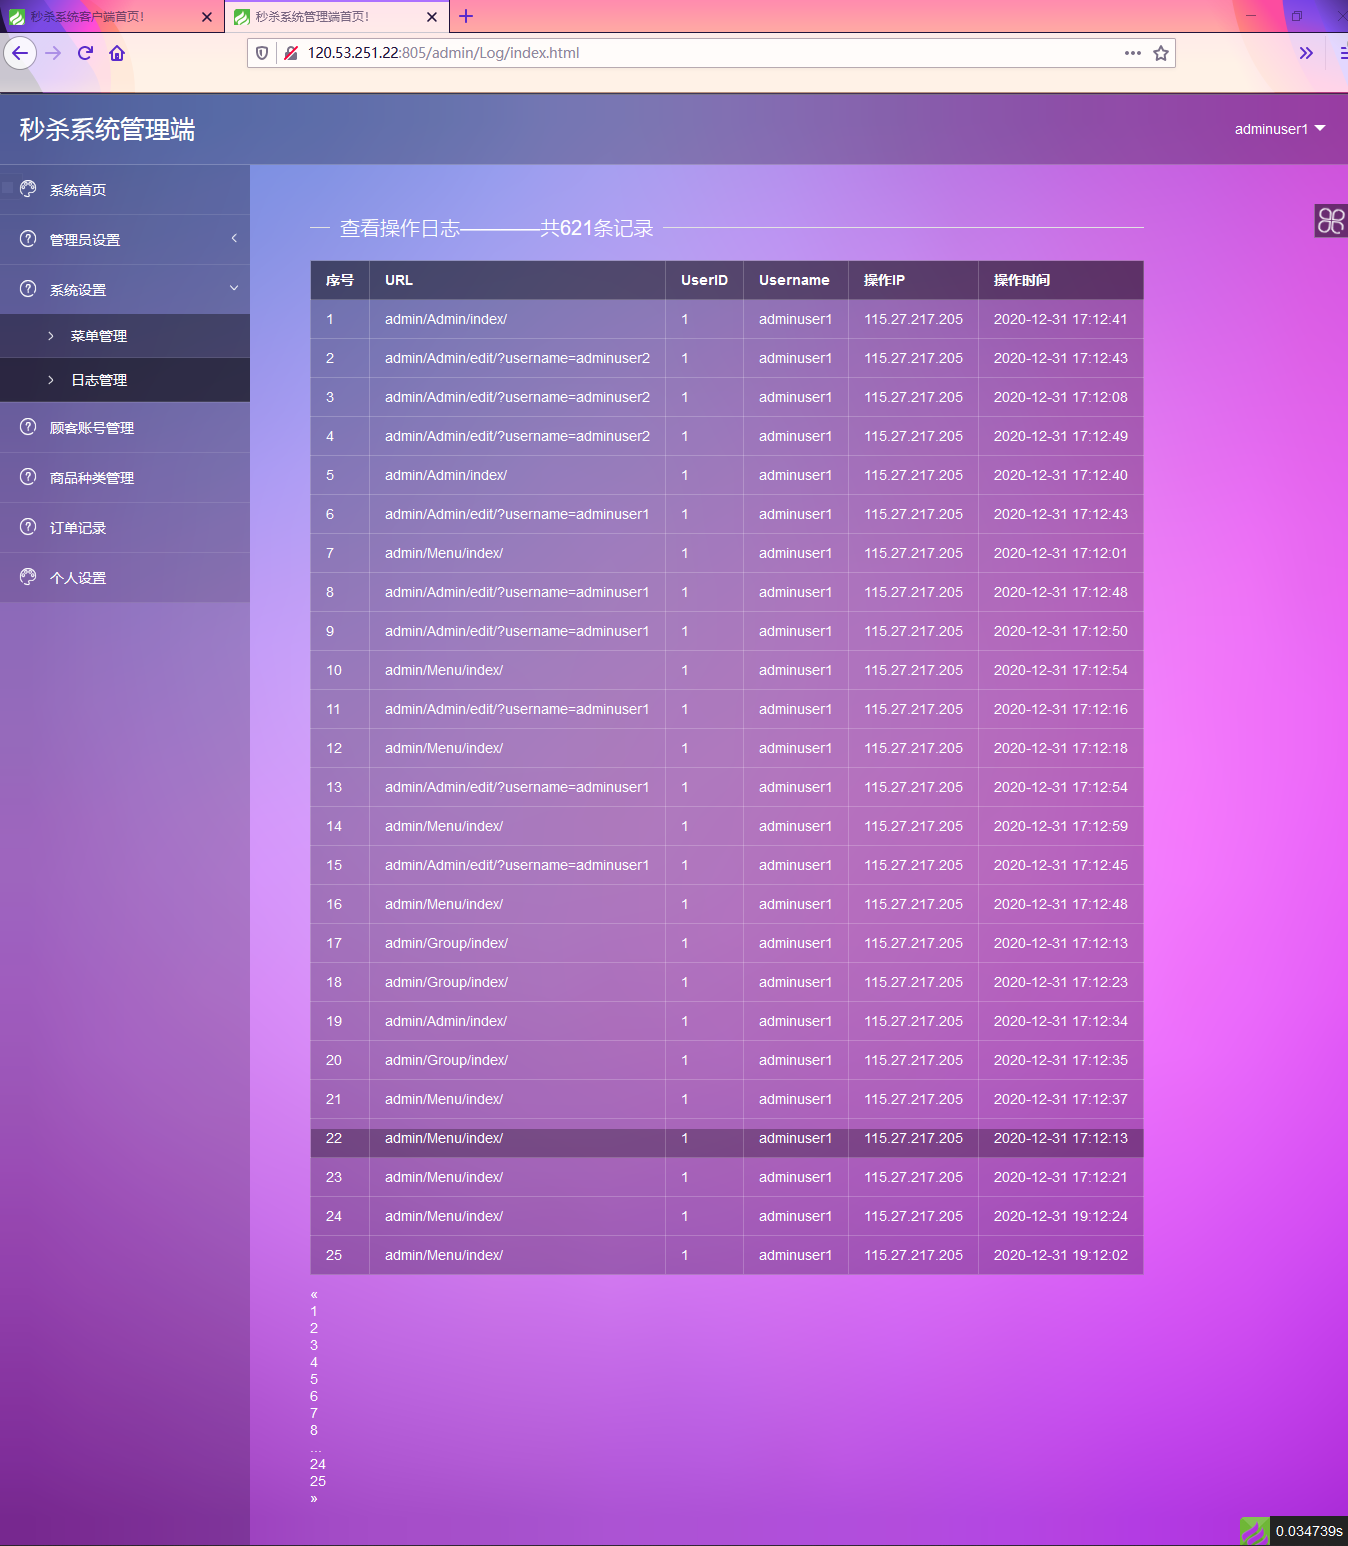 秒杀系统客户端首页!
秒杀系统管理端首页!
120.53.251.22:805/admin/Log/index.html
秒杀系统管理端
adminuser1
系统首页
管理员设置
系统设置
菜单管理
日志管理
顾客账号管理
商品种类管理
订单记录
个人设置
查看操作日志————共621条记录
序号 URL UserID Username 操作IP 操作时间
1 admin/Admin/index/ 1 adminuser1 115.27.217.205 2020-12-31 17:12:41
2 admin/Admin/edit/?username=adminuser2 1 adminuser1 115.27.217.205 2020-12-31 17:12:43
3 admin/Admin/edit/?username=adminuser2 1 adminuser1 115.27.217.205 2020-12-31 17:12:08
4 admin/Admin/edit/?username=adminuser2 1 adminuser1 115.27.217.205 2020-12-31 17:12:49
5 admin/Admin/index/ 1 adminuser1 115.27.217.205 2020-12-31 17:12:40
6 admin/Admin/edit/?username=adminuser1 1 adminuser1 115.27.217.205 2020-12-31 17:12:43
7 admin/Menu/index/ 1 adminuser1 115.27.217.205 2020-12-31 17:12:01
8 admin/Admin/edit/?username=adminuser1 1 adminuser1 115.27.217.205 2020-12-31 17:12:48
9 admin/Admin/edit/?username=adminuser1 1 adminuser1 115.27.217.205 2020-12-31 17:12:50
10 admin/Menu/index/ 1 adminuser1 115.27.217.205 2020-12-31 17:12:54
11 admin/Admin/edit/?username=adminuser1 1 adminuser1 115.27.217.205 2020-12-31 17:12:16
12 admin/Menu/index/ 1 adminuser1 115.27.217.205 2020-12-31 17:12:18
13 admin/Admin/edit/?username=adminuser1 1 adminuser1 115.27.217.205 2020-12-31 17:12:54
14 admin/Menu/index/ 1 adminuser1 115.27.217.205 2020-12-31 17:12:59
15 admin/Admin/edit/?username=adminuser1 1 adminuser1 115.27.217.205 2020-12-31 17:12:45
16 admin/Menu/index/ 1 adminuser1 115.27.217.205 2020-12-31 17:12:48
17 admin/Group/index/ 1 adminuser1 115.27.217.205 2020-12-31 17:12:13
18 admin/Group/index/ 1 adminuser1 115.27.217.205 2020-12-31 17:12:23
19 admin/Admin/index/ 1 adminuser1 115.27.217.205 2020-12-31 17:12:34
20 admin/Group/index/ 1 adminuser1 115.27.217.205 2020-12-31 17:12:35
21 admin/Menu/index/ 1 adminuser1 115.27.217.205 2020-12-31 17:12:37
22 admin/Menu/index/ 1 adminuser1 115.27.217.205 2020-12-31 17:12:13
23 admin/Menu/index/ 1 adminuser1 115.27.217.205 2020-12-31 17:12:21
24 admin/Menu/index/ 1 adminuser1 115.27.217.205 2020-12-31 19:12:24
25 admin/Menu/index/ 1 adminuser1 115.27.217.205 2020-12-31 19:12:02
«
1
2
3
4
5
6
7
8
...
24
25
»
0.034739s